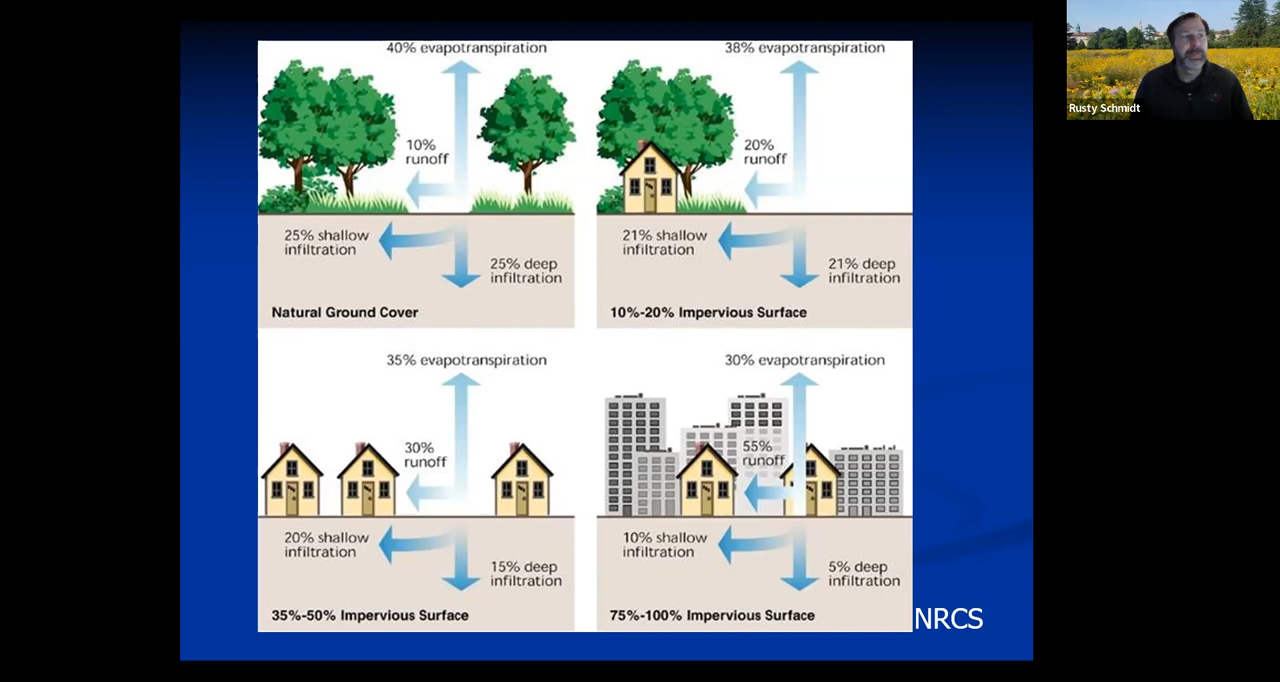 40% evapotranspiration
10%
runoff
25% shallow
infiltration
25% deep
infiltration
Natural Ground Cover
38% evapotranspiration
20%
runoff
21% shallow
infiltration
21% deep
infiltration
10%-20% Impervious Surface
35% evapotranspiration
30%
runoff
20% shallow
infiltration
15% deep
infiltration
35%-50% Impervious Surface
30% evapotranspiration
55%
runoff
10% shallow
infiltration
5% deep
infiltration
75%-100% Impervious Surface
NRCS
Rusty Schmidt